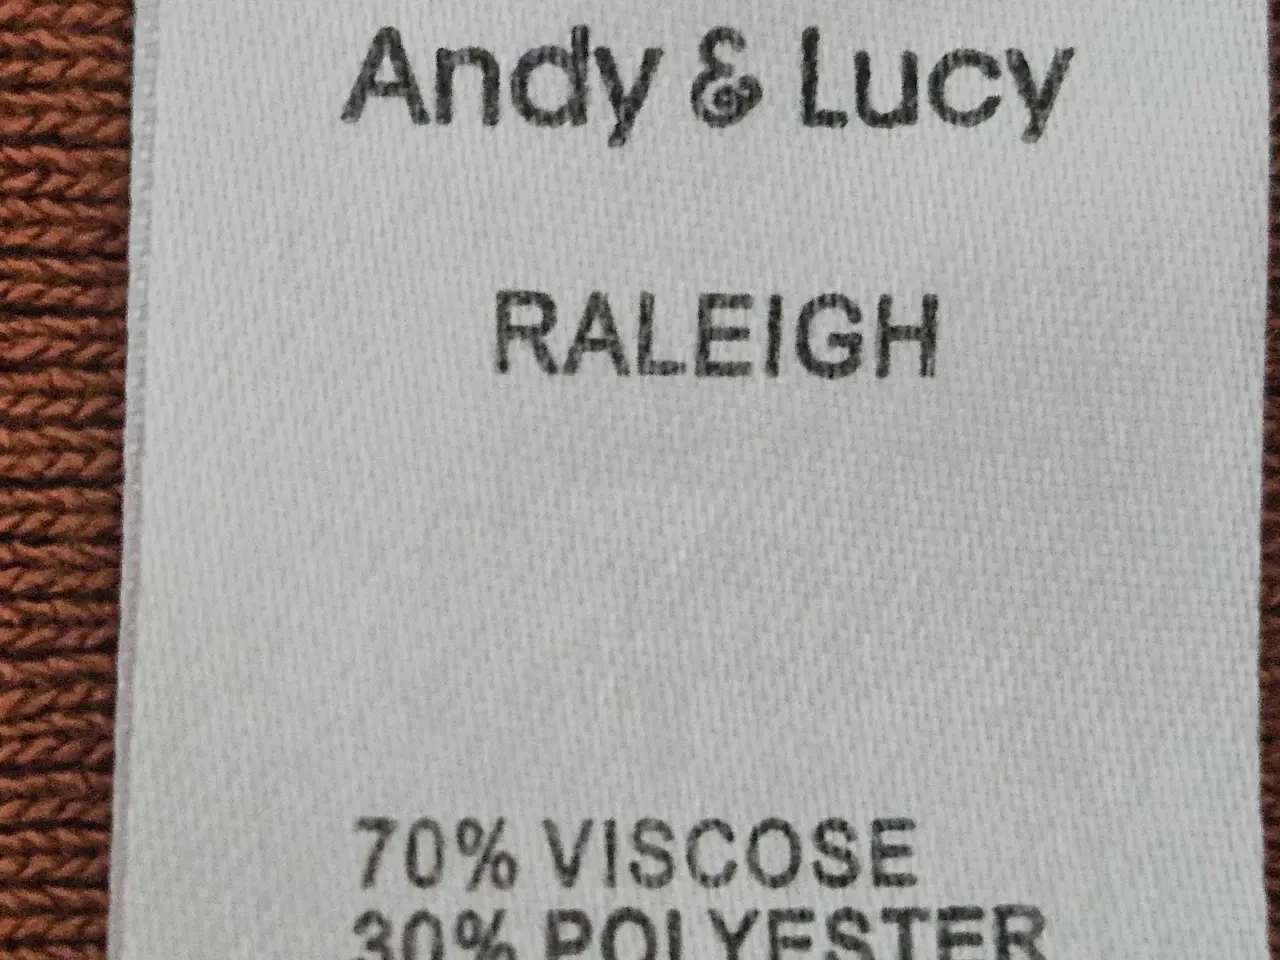 Andy & Lucy
RALEIGH
70% VISCOSE
30% POLYESTER